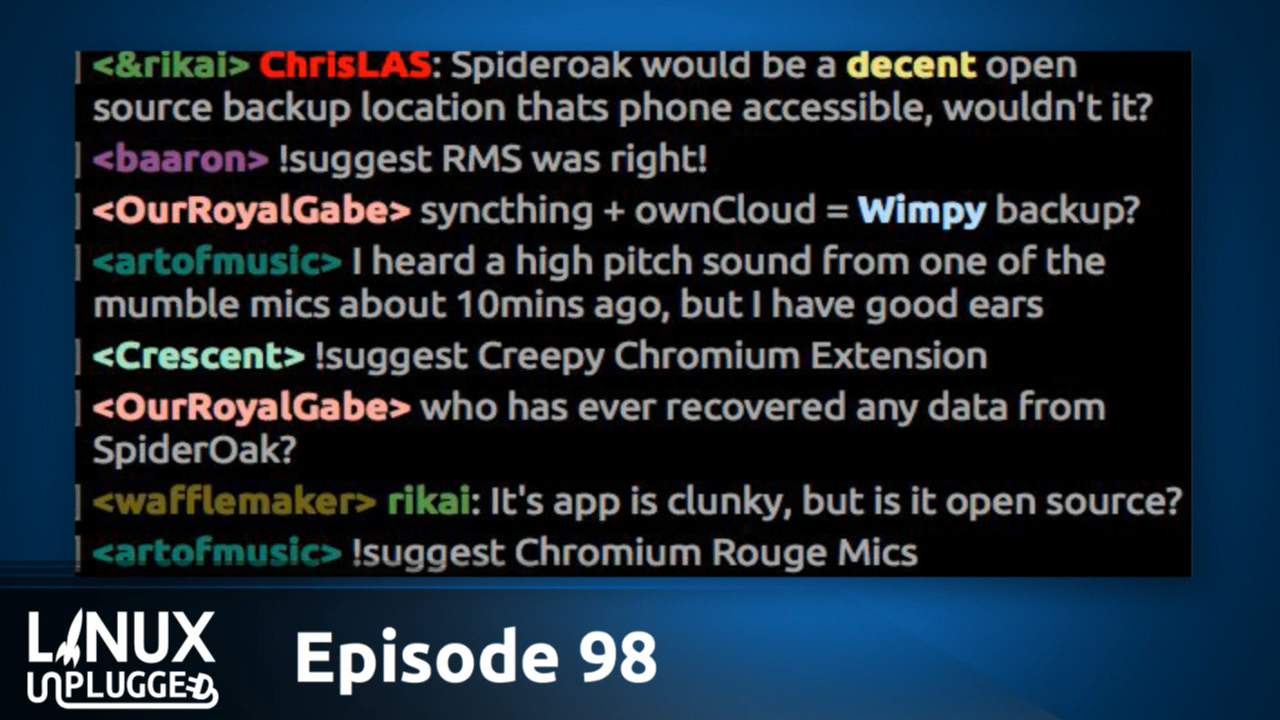 <&rikai> ChrisLAS: Spideroak would be a decent open
source backup location thats phone accessible, wouldn't it?
<baaron> !suggest RMS was right!
<OurRoyalGabe> syncthing + ownCloud = Wimpy backup?
<artofmusic> I heard a high pitch sound from one of the
mumble mics about 10mins ago, but I have good ears
<Crescent> !suggest Creepy Chromium Extension
<OurRoyalGabe> who has ever recovered any data from
SpiderOak?
<wafflemaker> rikai: It's app is clunky, but is it open source?
<artofmusic> !suggest Chromium Rouge Mics
LINUX
UNPLUGGED
Episode 98